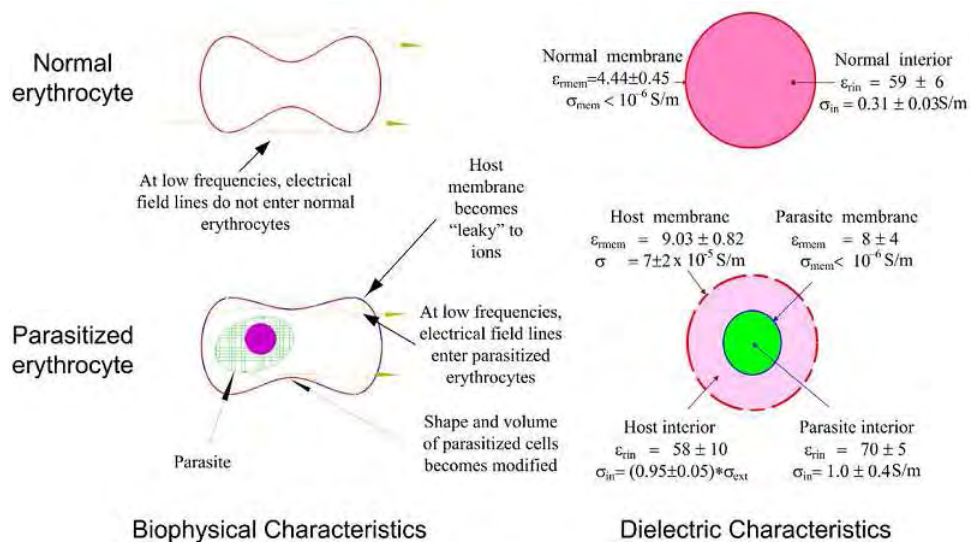 Normal
erythrocyte
At low frequencies, electrical
field lines do not enter normal
erythrocytes
Normal membrane
εrmem=4.44±0.45
σmem < 10⁻⁶ S/m
Normal interior
εrin = 59 ± 6
σin = 0.31 ± 0.03S/m
Parasitized
erythrocyte
Host
membrane
becomes
“leaky” to
ions
At low frequencies,
electrical field lines
enter parasitized
erythrocytes
Shape and volume
of parasitized cells
becomes modified
Parasite
Host membrane
εrmem = 9.03 ± 0.82
σ = 7±2 x 10⁻⁵ S/m
Parasite membrane
εrmem = 8 ± 4
σmem< 10⁻⁶ S/m
Host interior
εrin = 58 ± 10
σin= (0.95±0.05)*σext
Parasite interior
εrin = 70 ± 5
σin= 1.0 ± 0.4S/m
Biophysical Characteristics
Dielectric Characteristics